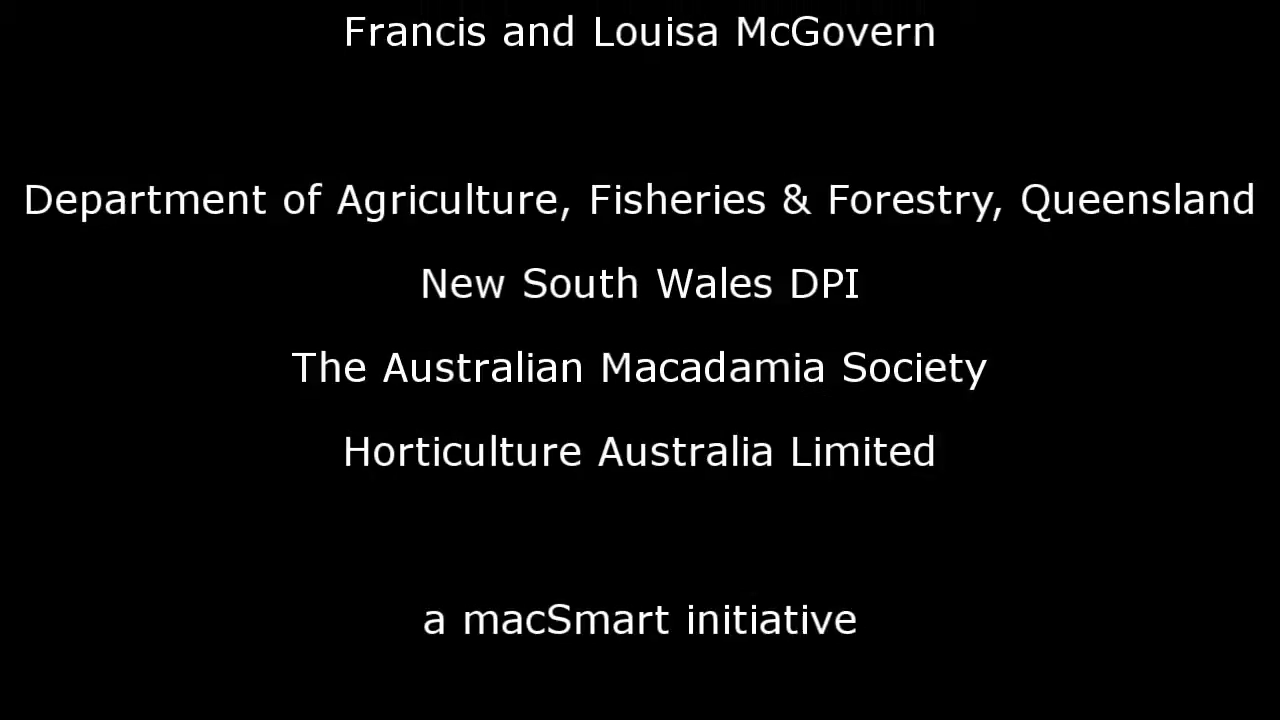 Francis and Louisa McGovern
Department of Agriculture, Fisheries & Forestry, Queensland
New South Wales DPI
The Australian Macadamia Society
Horticulture Australia Limited
a macSmart initiative